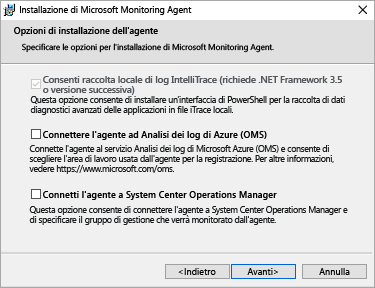 Installazione di Microsoft Monitoring Agent
Opzioni di installazione dell'agente
Specificare le opzioni per l'installazione di Microsoft Monitoring Agent.
Consenti raccolta locale di log IntelliTrace (richiede .NET Framework 3.5
o versione successiva)
Questa opzione consente di installare un'interfaccia di PowerShell per la raccolta di dati
diagnostici avanzati delle applicazioni in file iTrace locali.
Connettere l'agente ad Analisi dei log di Azure (OMS)
Connette l'agente al servizio Analisi dei log di Microsoft Azure (OMS) e consente di
scegliere l'area di lavoro usata dall'agente per la registrazione. Per altre informazioni,
vedere https://www.microsoft.com/oms.
Connetti l'agente a System Center Operations Manager
Questa opzione consente di connettere l'agente a System Center Operations Manager e
di specificare il gruppo di gestione che verrà monitorato dall'agente.
<Indietro
Avanti>
Annulla